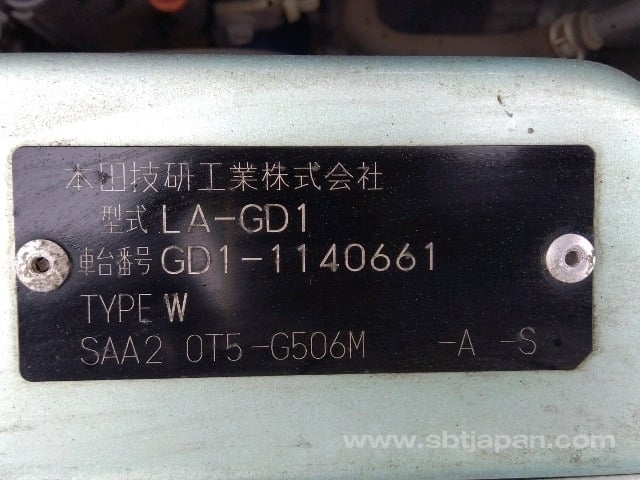 本田技研工業株式会社
型式 LA-GD1
車台番号 GD1-1140661
TYPE W
SAA2 0T5-G506M -A -S
www.sbtjapan.com